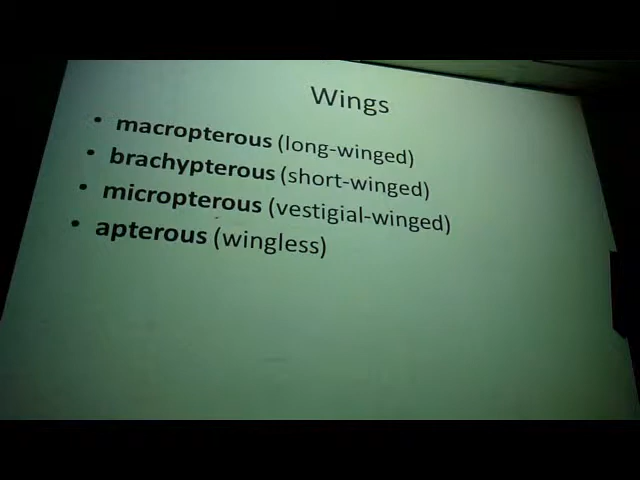 Wings
• macropterous (long-winged)
• brachypterous (short-winged)
• micropterous (vestigial-winged)
• apterous (wingless)